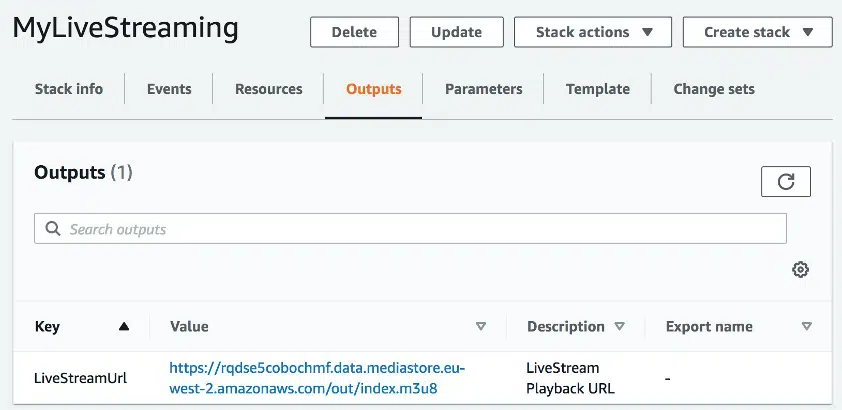 MyLiveStreaming
Delete
Update
Stack actions
Create stack
Stack info
Events
Resources
Outputs
Parameters
Template
Change sets
Outputs (1)
Search outputs
Key
Value
Description
Export name
LiveStreamUrl
https://rqdse5cobochmf.data.mediastore.eu-
west-2.amazonaws.com/out/index.m3u8
LiveStream
Playback URL
-